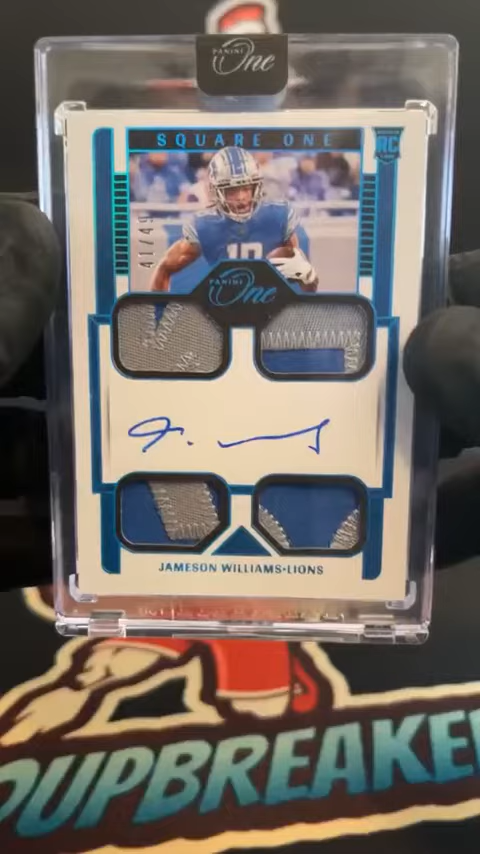 PANINI
One
SQUARE ONE
RC
41/49
PANINI
One
JAMESON WILLIAMS•LIONS
OUPBREAKE